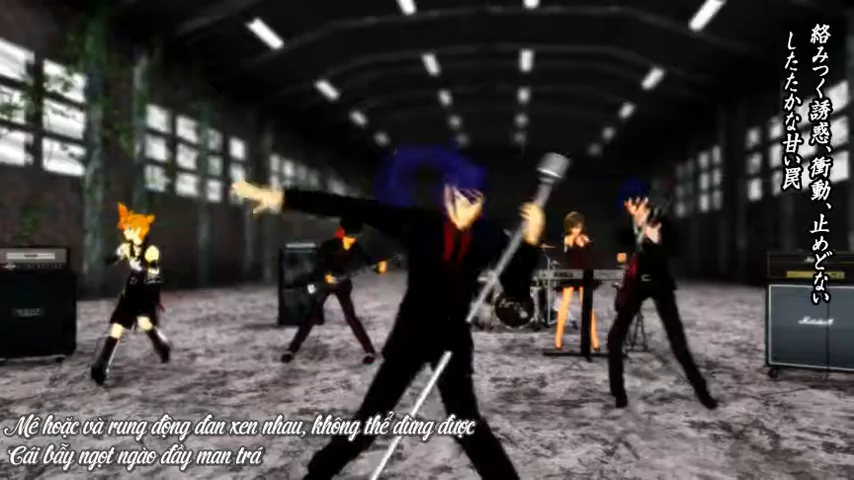 絡みつく誘惑、衝動、止めどない
したたかな甘い罠
Marshall
Mê hoặc và rung động đan xen nhau, không thể dừng được
Cái bẫy ngọt ngào đầy man trá